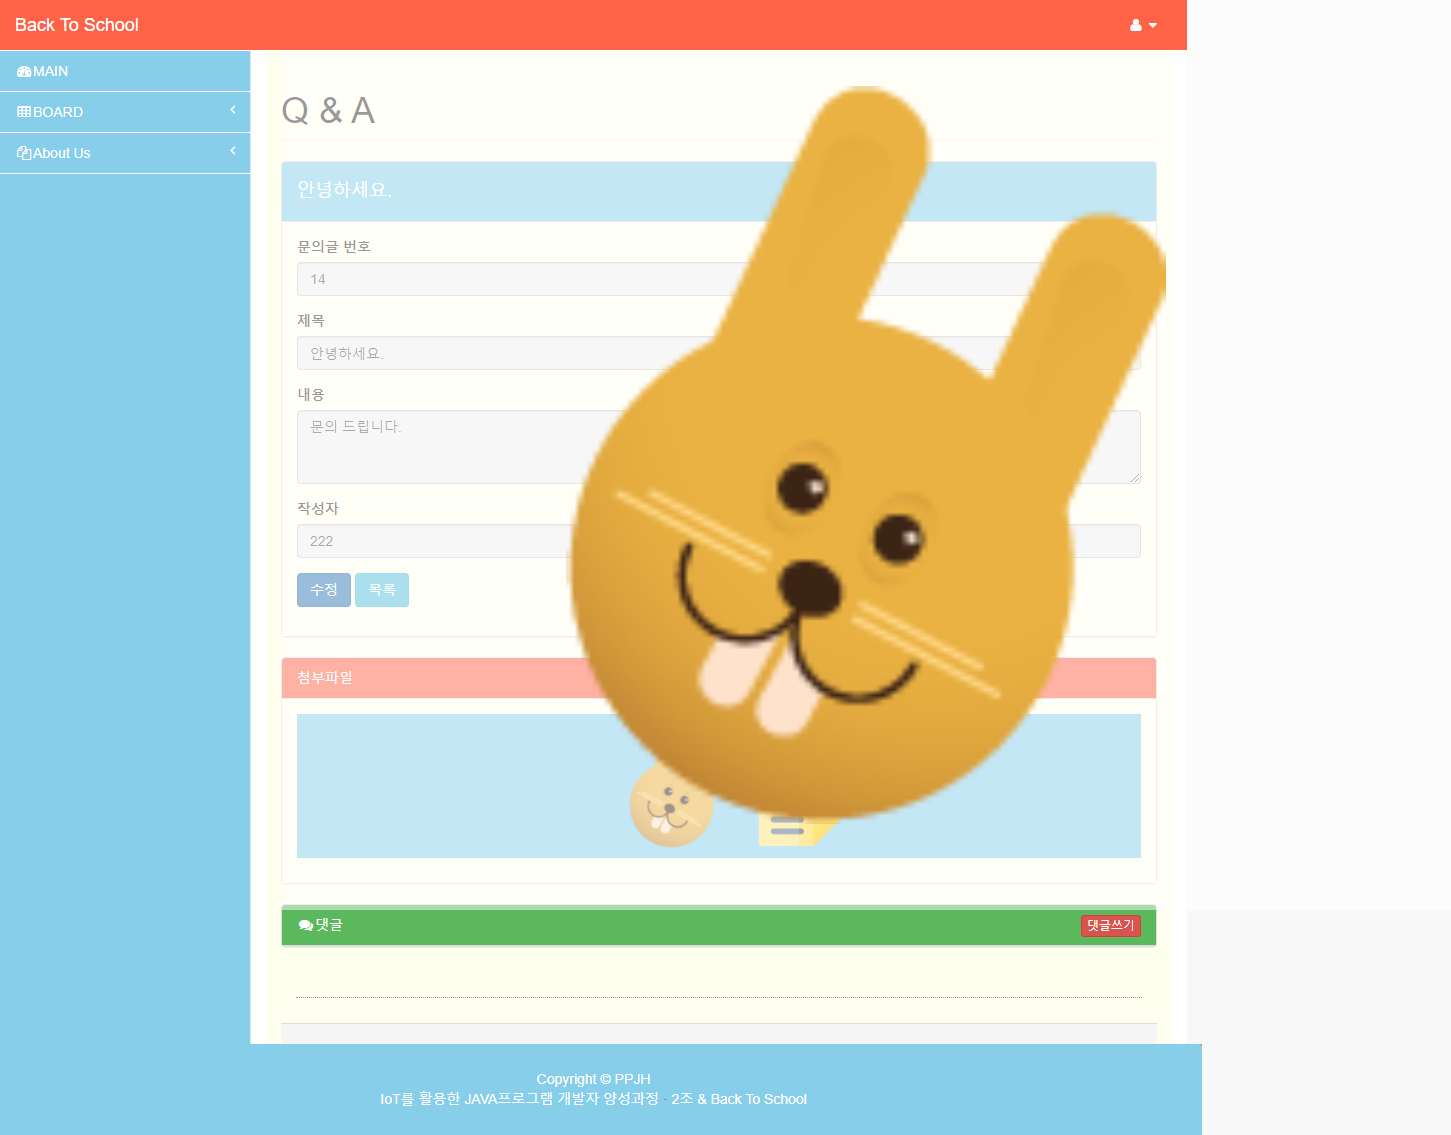 Back To School
MAIN
BOARD
About Us
Q & A
안녕하세요.
문의글 번호
14
제목
안녕하세요.
내용
문의 드립니다.
작성자
222
수정 목록
첨부파일
댓글 댓글쓰기
Copyright © PPJH
IoT를 활용한 JAVA프로그램 개발자 양성과정 - 2조 & Back To School